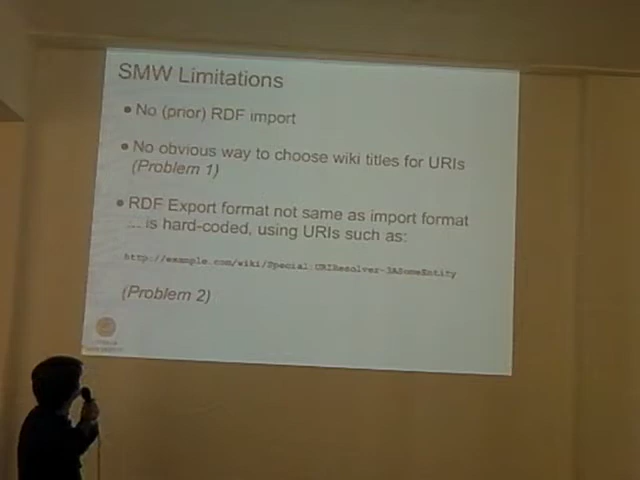 SMW Limitations
• No (prior) RDF import
• No obvious way to choose wiki titles for URIs
(Problem 1)
• RDF Export format not same as import format
... is hard-coded, using URIs such as:
http://example.com/wiki/Special:URIResolver-3ASomeEntity
(Problem 2)